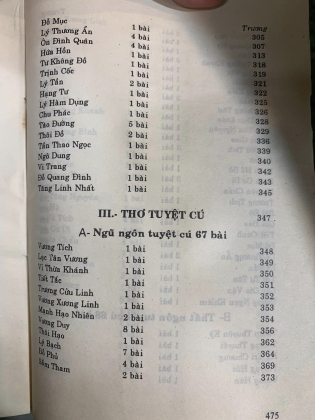 Trương
Đỗ Mục 1 bài 305
Lý Thương Ẩn 4 bài 307
Ôn Đình Quân 4 bài 313
Hứa Hồn 1 bài 318
Tư Không Đồ 1 bài 319
Trịnh Cốc 1 bài 321
Lý Tần 1 bài 322
Hàng Tư 1 bài 325
Lý Hàm Dụng 1 bài 326
Chu Phác 1 bài 328
Tào Đường 5 bài 329
Thôi Đồ 2 bài
Tần Thao Ngọc 1 bài
Ngô Dung 1 bài
Vi Trang 1 bài 340
Đỗ Quang Đình 1 bài
Tăng Linh Nhất 1 bài 345
III.- THƠ TUYỆT CÚ 347
A- Ngũ ngôn tuyệt cú 67 bài
Vương Tích 1 bài 348
Lạc Tân Vương 1 bài 349
Vi Thừa Khánh 1 bài 350
Tiết Tắc 1 bài 351
Trương Cửu Linh 1 bài 352
Vương Xương Linh 1 bài 353
Mạnh Hạo Nhiên 2 bài 354
Vương Duy 8 bài 356
Thôi Hạo 2 bài 362
Lý Bạch 7 bài 364
Đỗ Phủ 4 bài 369
Sầm Tham 2 bài 373
475